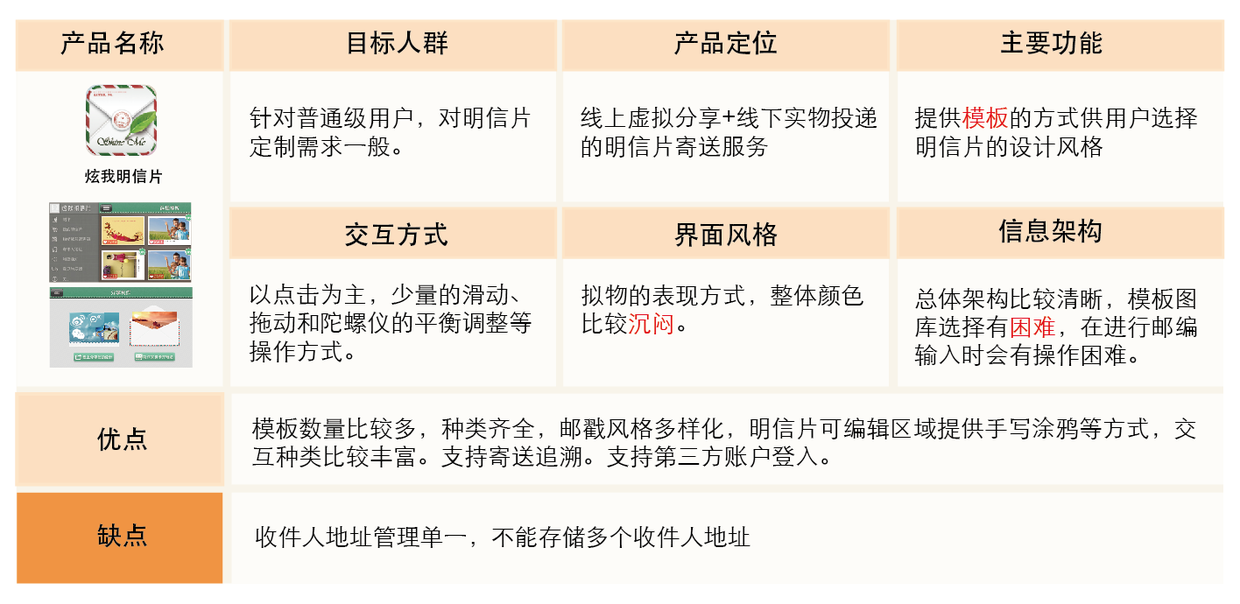 产品名称
目标人群
产品定位
主要功能
Share Me
炫我明信片
针对普通级用户，对明信片
定制需求一般。
线上虚拟分享+线下实物投递
的明信片寄送服务
提供模板的方式供用户选择
明信片的设计风格
交互方式
界面风格
信息架构
以点击为主，少量的滑动、
拖动和陀螺仪的平衡调整等
操作方式。
拟物的表现方式，整体颜色
比较沉闷。
总体架构比较清晰，模板图
库选择有困难，在进行邮编
输入时会有操作困难。
优点
模板数量比较多，种类齐全，邮戳风格多样化，明信片可编辑区域提供手写涂鸦等方式，交
互种类比较丰富。支持寄送追溯。支持第三方账户登入。
缺点
收件人地址管理单一，不能存储多个收件人地址